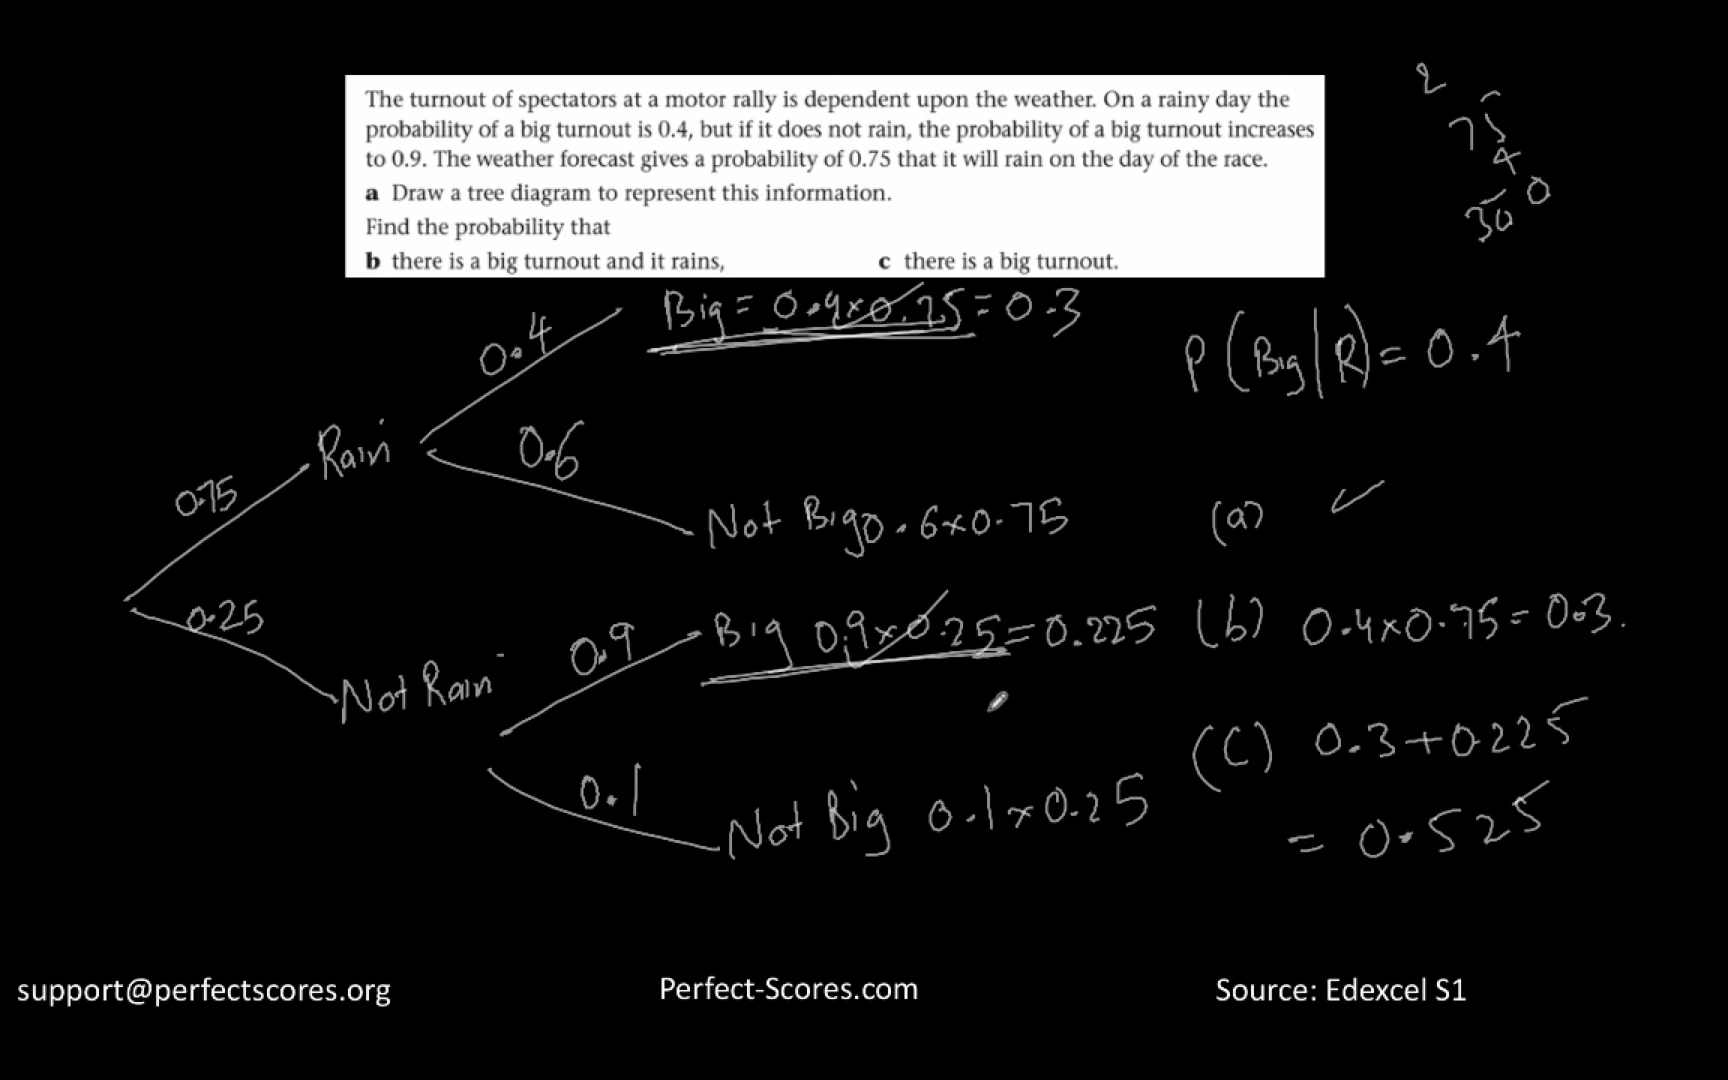 The turnout of spectators at a motor rally is dependent upon the weather. On a rainy day the
probability of a big turnout is 0.4, but if it does not rain, the probability of a big turnout increases
to 0.9. The weather forecast gives a probability of 0.75 that it will rain on the day of the race.
a Draw a tree diagram to represent this information.
Find the probability that
b there is a big turnout and it rains,
c there is a big turnout.
2
75
4
300
Big = 0.4×0.75 = 0.3
0.4
P(Big|R) = 0.4
Rain
0.6
0.75
Not Big 0.6×0.75
(a) ✓
0.25
0.9
Big 0.9×0.25 = 0.225
(b) 0.4×0.75 = 0.3.
Not Rain
(C) 0.3+0.225
0.1
Not Big 0.1×0.25
= 0.525
support@perfectscores.org
Perfect-Scores.com
Source: Edexcel S1